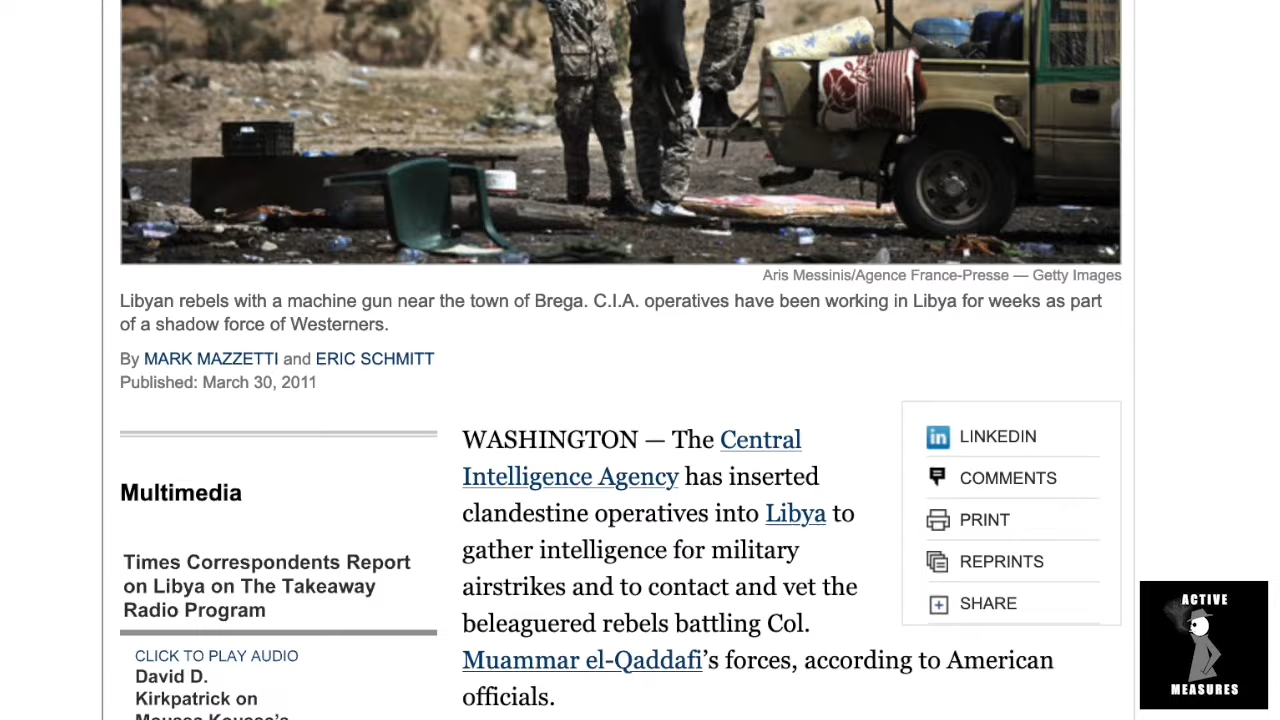 Aris Messinis/Agence France-Presse — Getty Images
Libyan rebels with a machine gun near the town of Brega. C.I.A. operatives have been working in Libya for weeks as part
of a shadow force of Westerners.
By MARK MAZZETTI and ERIC SCHMITT
Published: March 30, 2011
Multimedia
Times Correspondents Report
on Libya on The Takeaway
Radio Program
CLICK TO PLAY AUDIO
David D.
Kirkpatrick on
Moussa Koussa's
WASHINGTON — The Central
Intelligence Agency has inserted
clandestine operatives into Libya to
gather intelligence for military
airstrikes and to contact and vet the
beleaguered rebels battling Col.
Muammar el-Qaddafi's forces, according to American
officials.
in LINKEDIN
COMMENTS
PRINT
REPRINTS
SHARE
ACTIVE
MEASURES